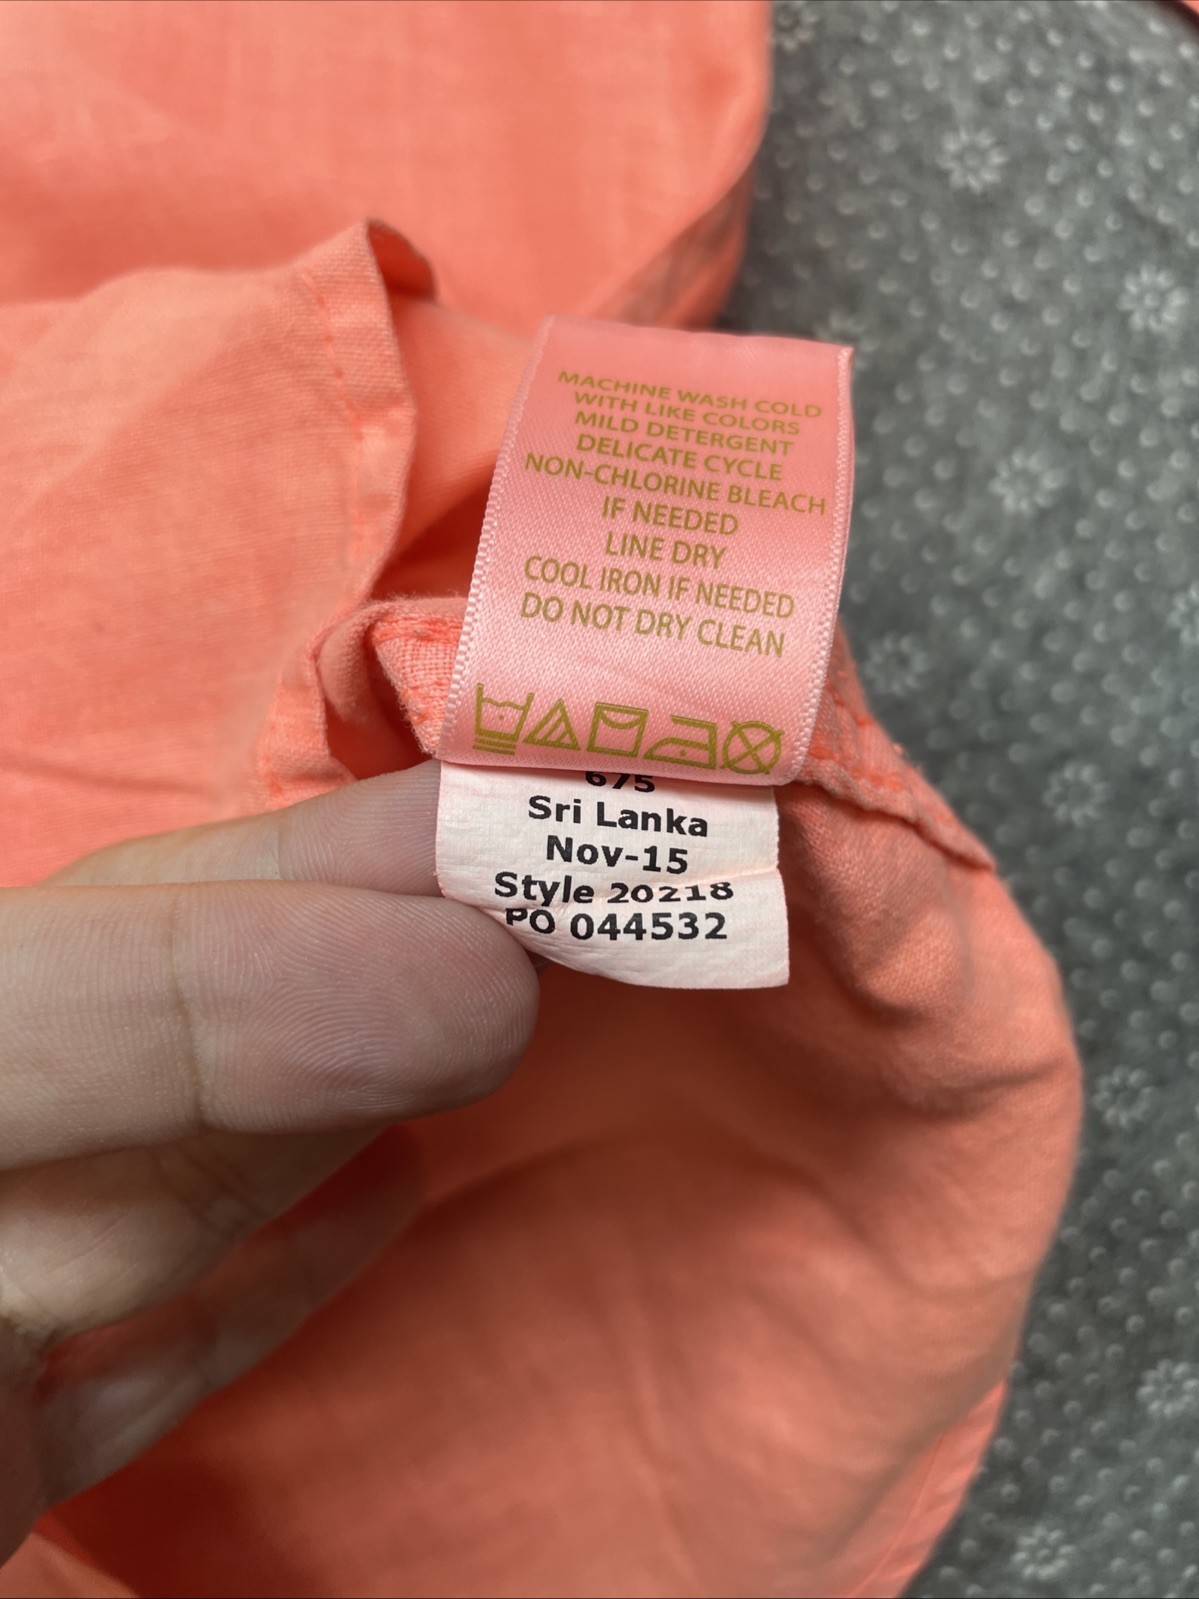 MACHINE WASH COLD
WITH LIKE COLORS
MILD DETERGENT
DELICATE CYCLE
NON-CHLORINE BLEACH
IF NEEDED
LINE DRY
COOL IRON IF NEEDED
DO NOT DRY CLEAN
675
Sri Lanka
Nov-15
Style 20218
PO 044532